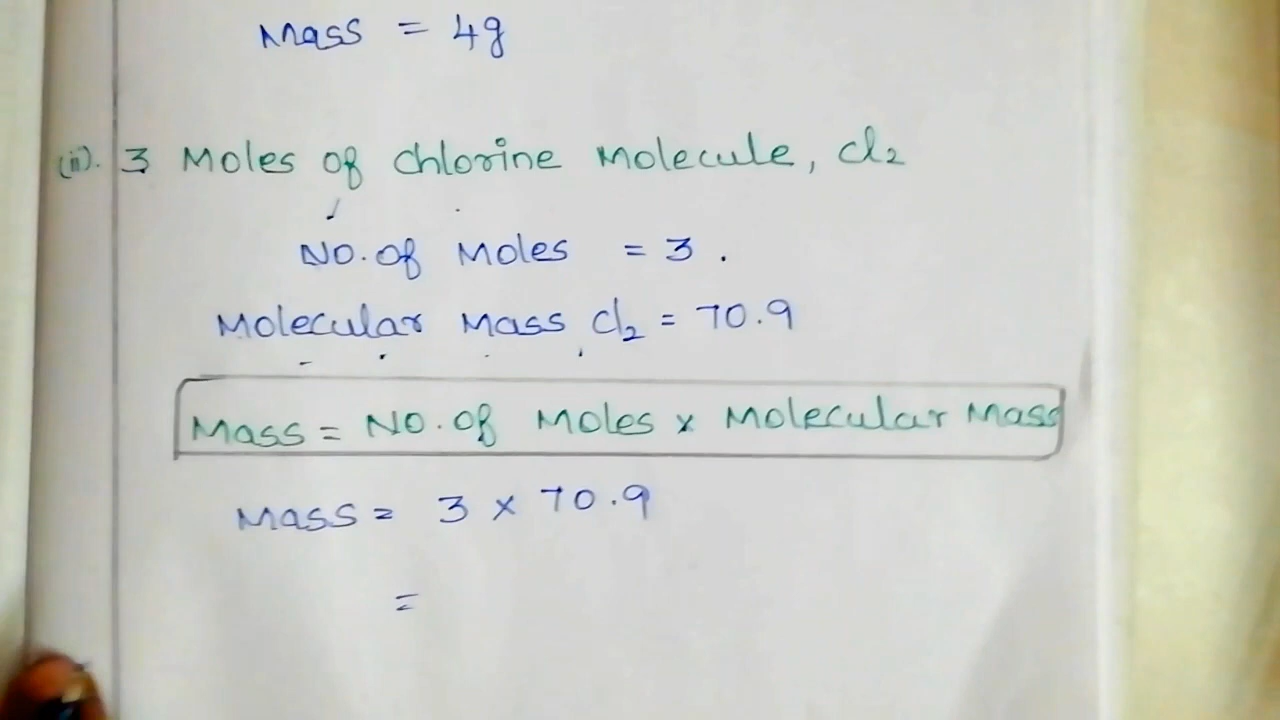 Mass = 4g
(ii). 3 Moles of chlorine molecule, Cl₂
No. of Moles = 3.
Molecular Mass Cl₂ = 70.9
Mass = No. of Moles x Molecular Mass
Mass = 3 x 70.9
=